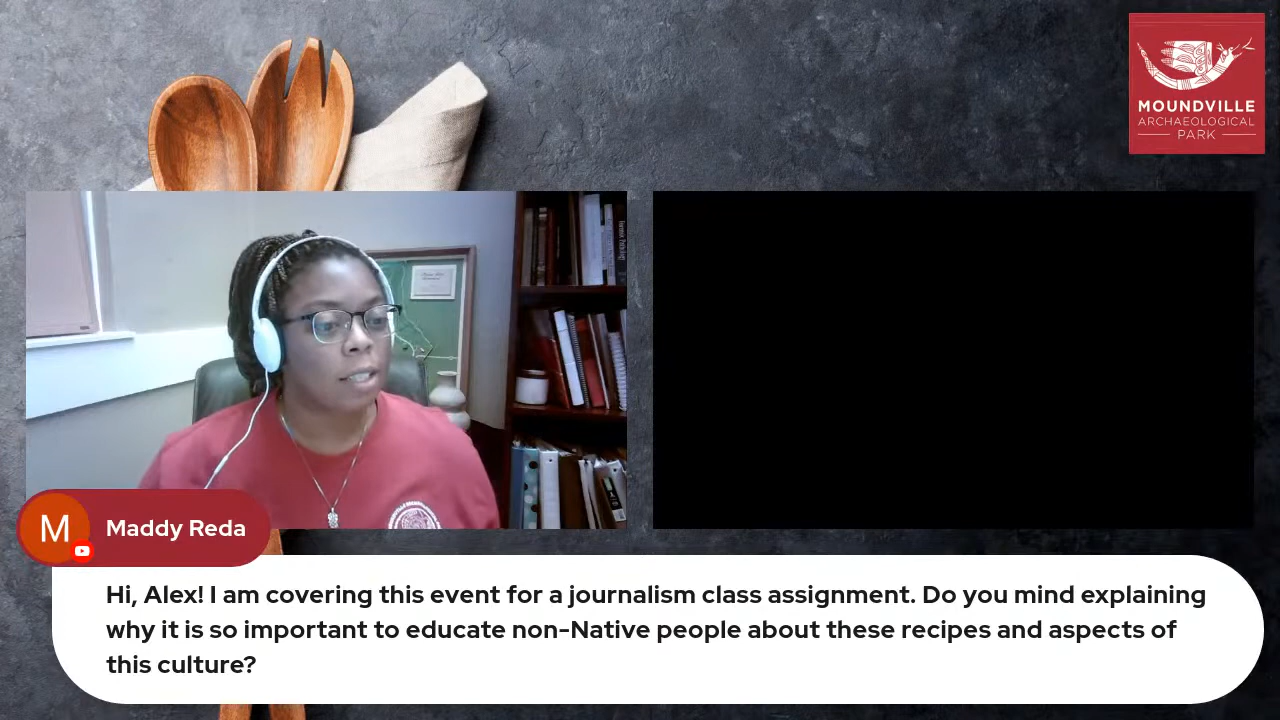 MOUNDVILLE
ARCHAEOLOGICAL
PARK
M
Maddy Reda
Hi, Alex! I am covering this event for a journalism class assignment. Do you mind explaining
why it is so important to educate non-Native people about these recipes and aspects of
this culture?